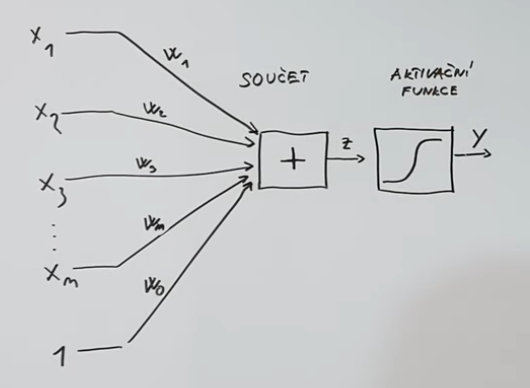 x1
w1
SOUČET
AKTIVAČNÍ
FUNKCE
x2
w2
x3
w3
+
z
y
xm
wm
w0
1